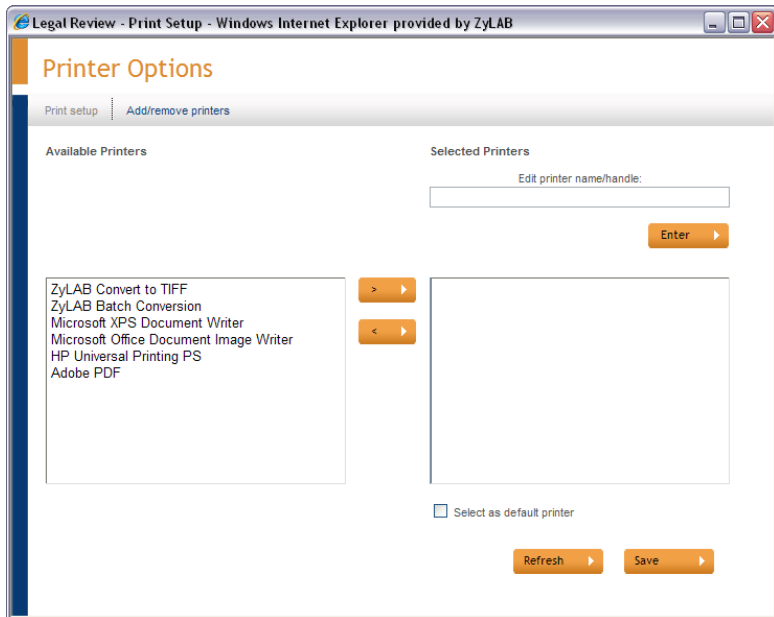 Legal Review - Print Setup - Windows Internet Explorer provided by ZyLAB
Printer Options
Print setup
Add/remove printers
Available Printers
Selected Printers
Edit printer name/handle:
Enter
ZyLAB Convert to TIFF
ZyLAB Batch Conversion
Microsoft XPS Document Writer
Microsoft Office Document Image Writer
HP Universal Printing PS
Adobe PDF
>
<
Select as default printer
Refresh
Save